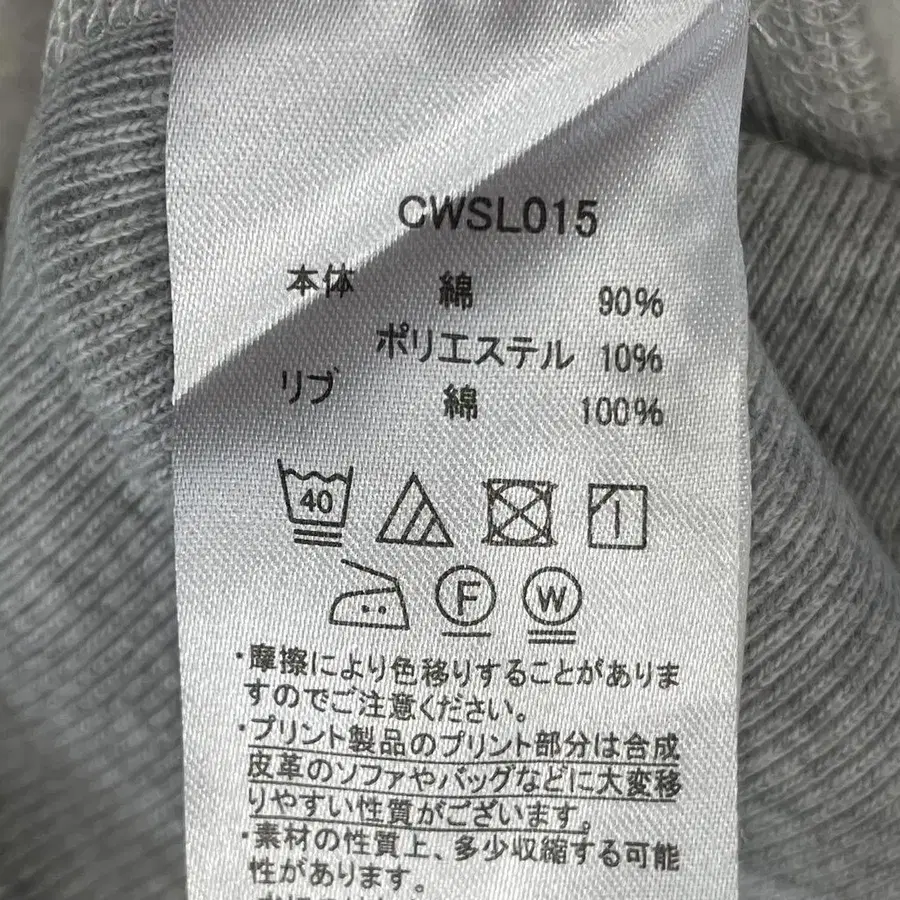 CWSL015
本体 綿 90%
ポリエステル 10%
リブ 綿 100%
40
F W
・摩擦により色移りすることがありま
すのでご注意ください。
・プリント製品のプリント部分は合成
皮革のソファやバッグなどに大変移
りやすい性質がございます。
・素材の性質上、多少収縮する可能
性があります。